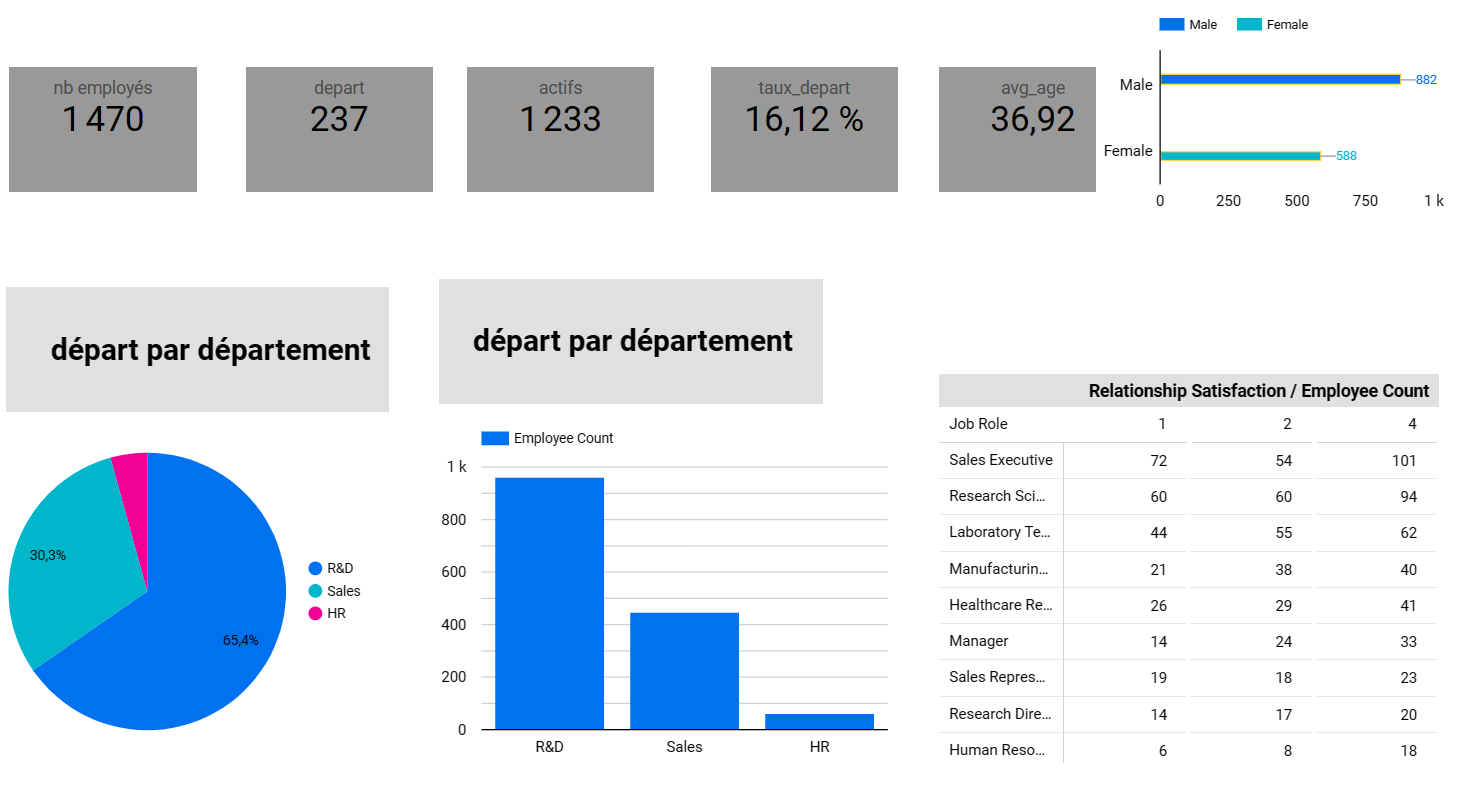 nb employés
1 470
depart
237
actifs
1 233
taux_depart
16,12 %
avg_age
36,92
Male Female
Male 882
Female 588
0 250 500 750 1 k
départ par département
30,3%
65,4%
R&D
Sales
HR
départ par département
Employee Count
1 k
800
600
400
200
0
R&D Sales HR
Relationship Satisfaction / Employee Count
Job Role 1 2 4
Sales Executive 72 54 101
Research Sci... 60 60 94
Laboratory Te... 44 55 62
Manufacturin... 21 38 40
Healthcare Re... 26 29 41
Manager 14 24 33
Sales Repres... 19 18 23
Research Dire... 14 17 20
Human Reso... 6 8 18